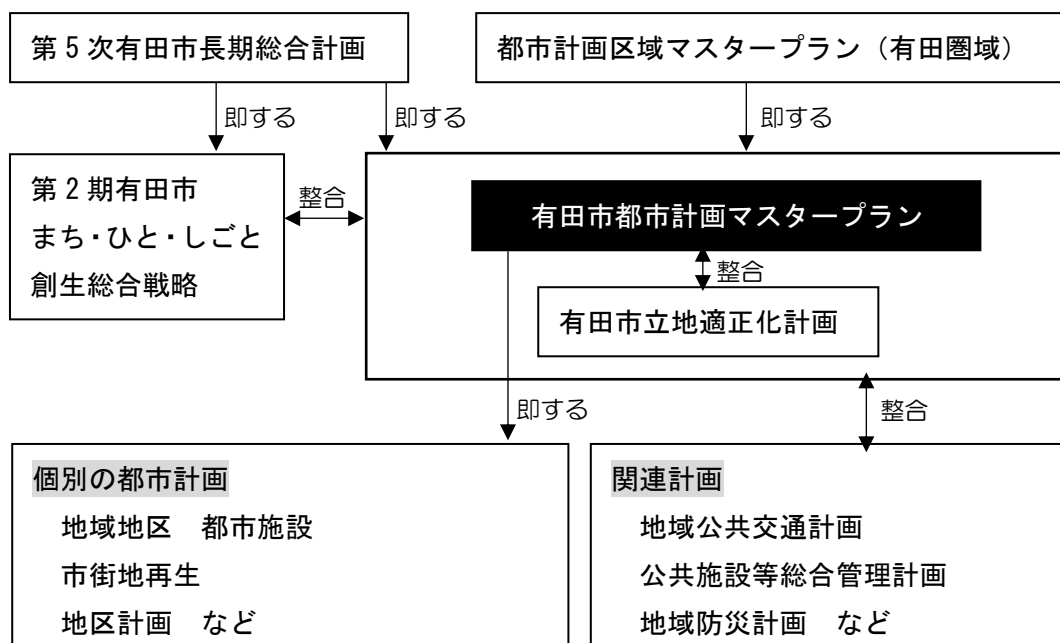 第5次有田市長期総合計画
都市計画区域マスタープラン（有田圏域）
即する
即する
即する
第2期有田市
まち・ひと・しごと
創生総合戦略
整合
有田市都市計画マスタープラン
整合
有田市立地適正化計画
即する
整合
個別の都市計画
地域地区　都市施設
市街地再生
地区計画　など
関連計画
地域公共交通計画
公共施設等総合管理計画
地域防災計画　など